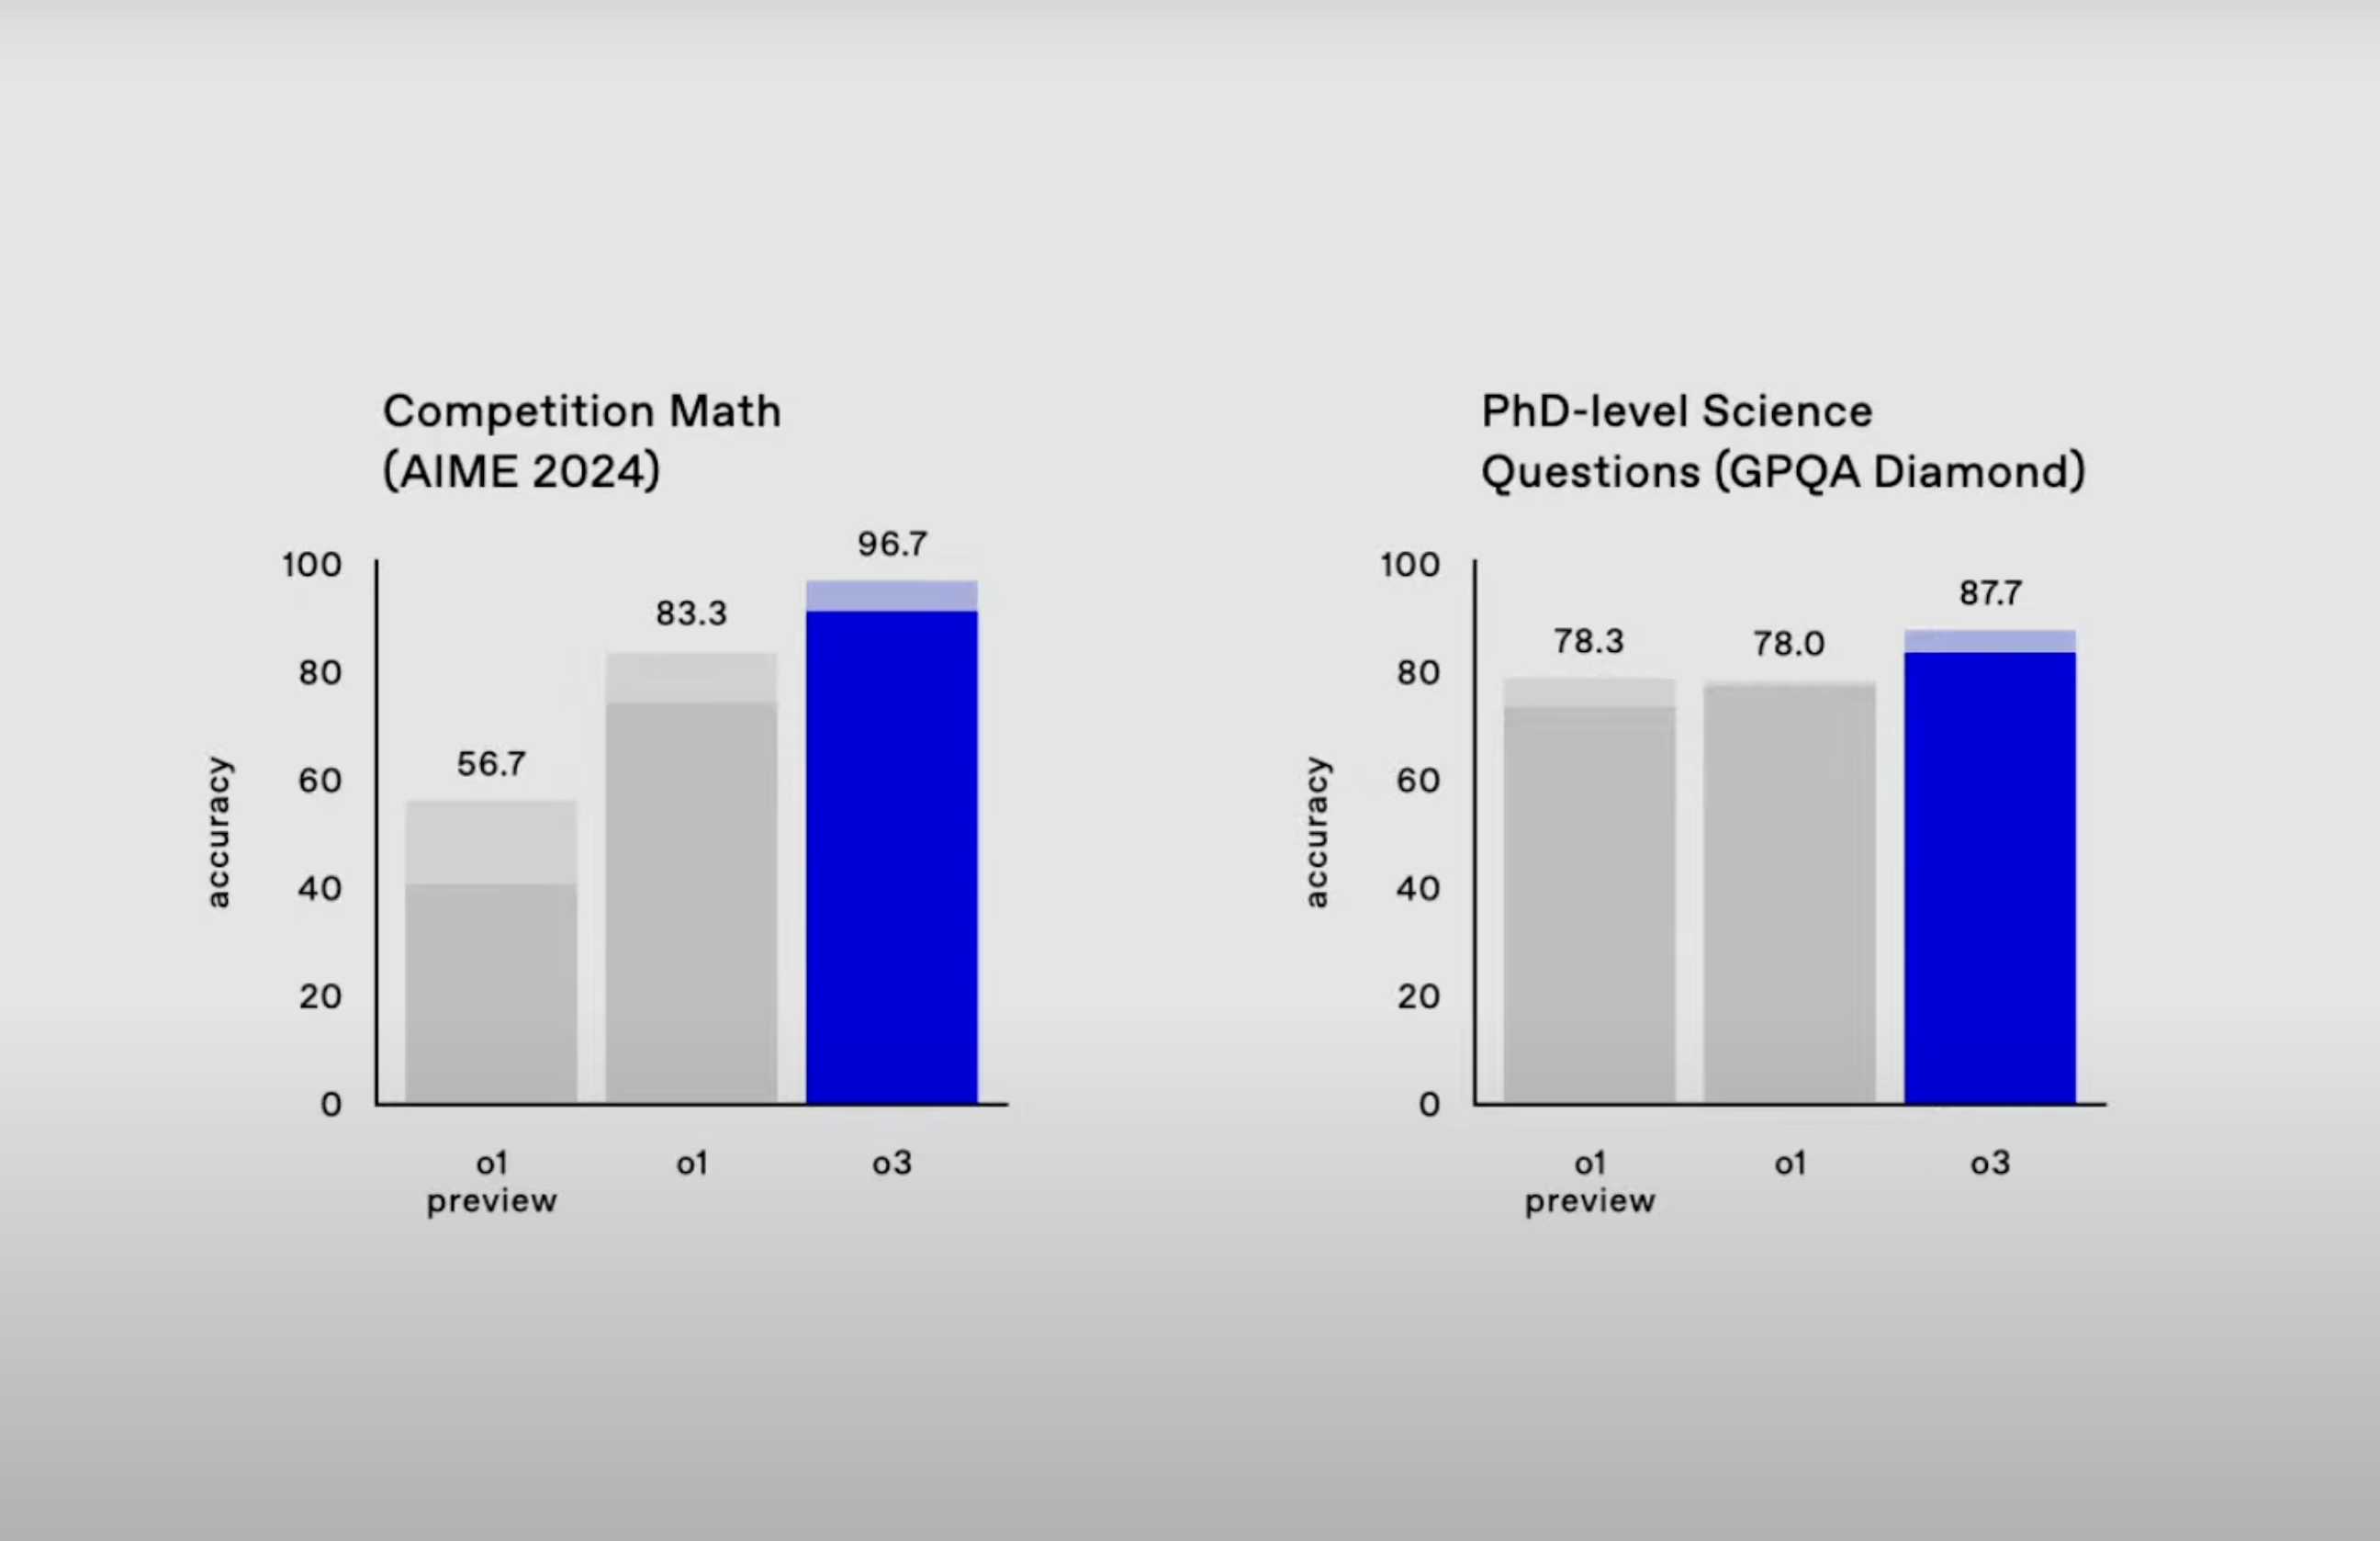 Competition Math
(AIME 2024)
accuracy
100
80
60
40
20
0
56.7
83.3
96.7
o1
preview
o1
o3
PhD-level Science
Questions (GPQA Diamond)
accuracy
100
80
60
40
20
0
78.3
78.0
87.7
o1
preview
o1
o3